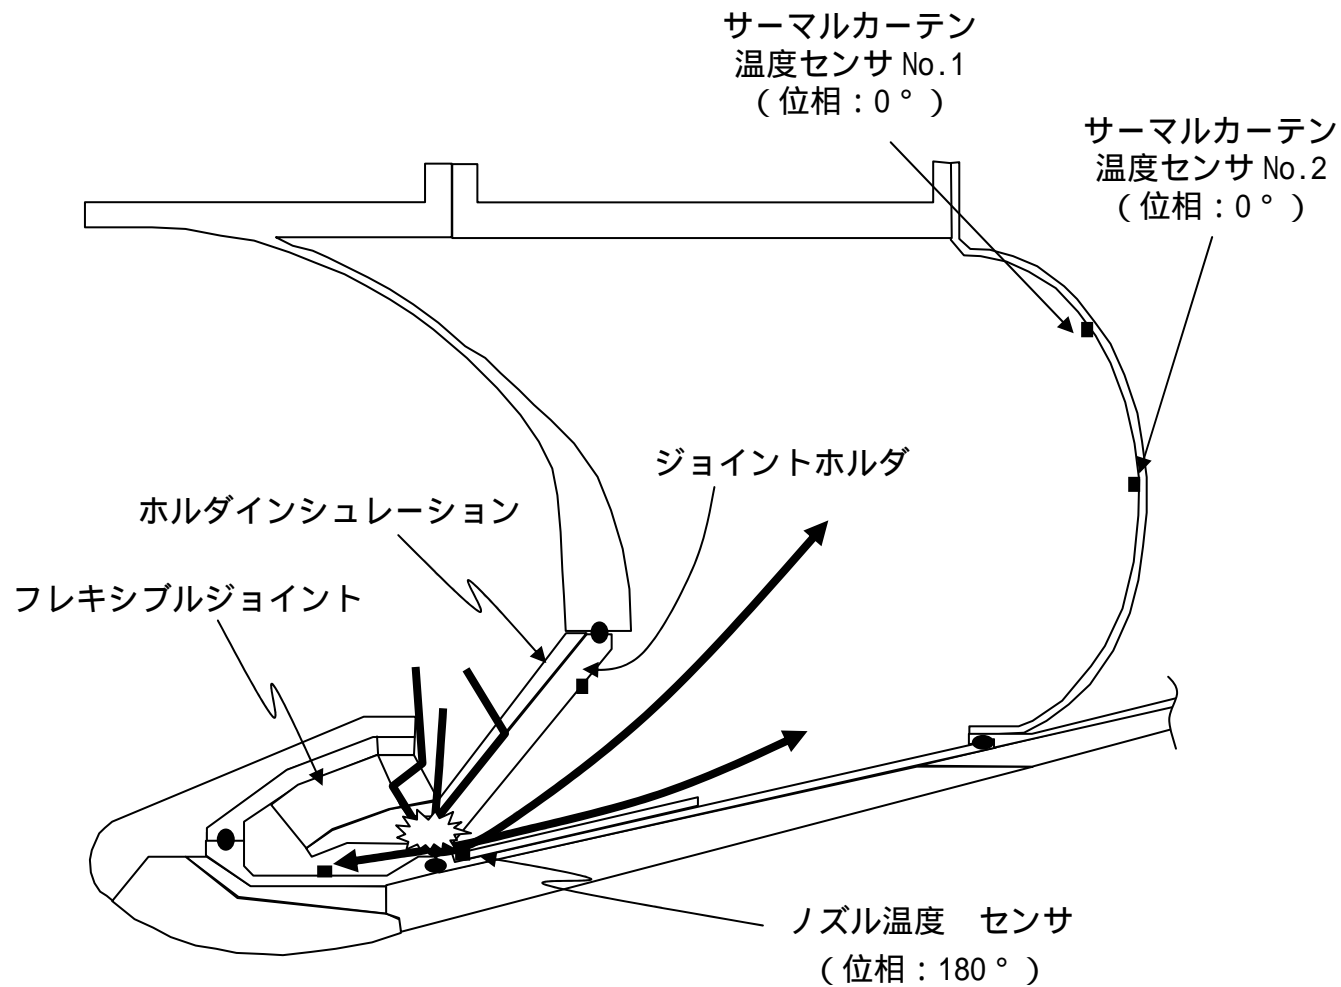 サーマルカーテン
温度センサ No.1
（位相：0°）
サーマルカーテン
温度センサ No.2
（位相：0°）
ジョイントホルダ
ホルダインシュレーション
フレキシブルジョイント
ノズル温度　センサ
（位相：180°）